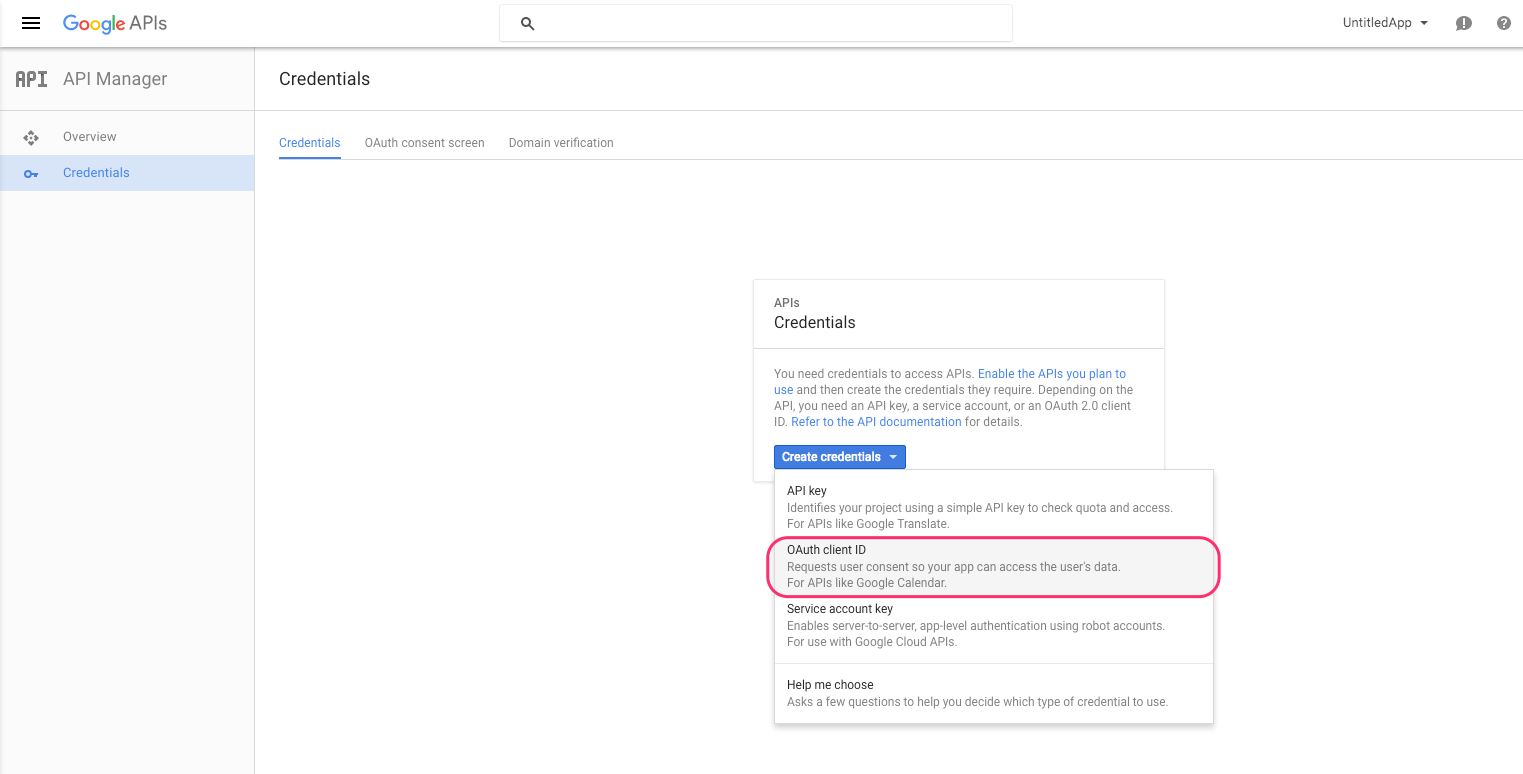 Google APIs
UntitledApp
API API Manager
Credentials
Overview
Credentials
Credentials OAuth consent screen Domain verification
APIs
Credentials
You need credentials to access APIs. Enable the APIs you plan to
use and then create the credentials they require. Depending on the
API, you need an API key, a service account, or an OAuth 2.0 client
ID. Refer to the API documentation for details.
Create credentials
API key
Identifies your project using a simple API key to check quota and access.
For APIs like Google Translate.
OAuth client ID
Requests user consent so your app can access the user's data.
For APIs like Google Calendar.
Service account key
Enables server-to-server, app-level authentication using robot accounts.
For use with Google Cloud APIs.
Help me choose
Asks a few questions to help you decide which type of credential to use.